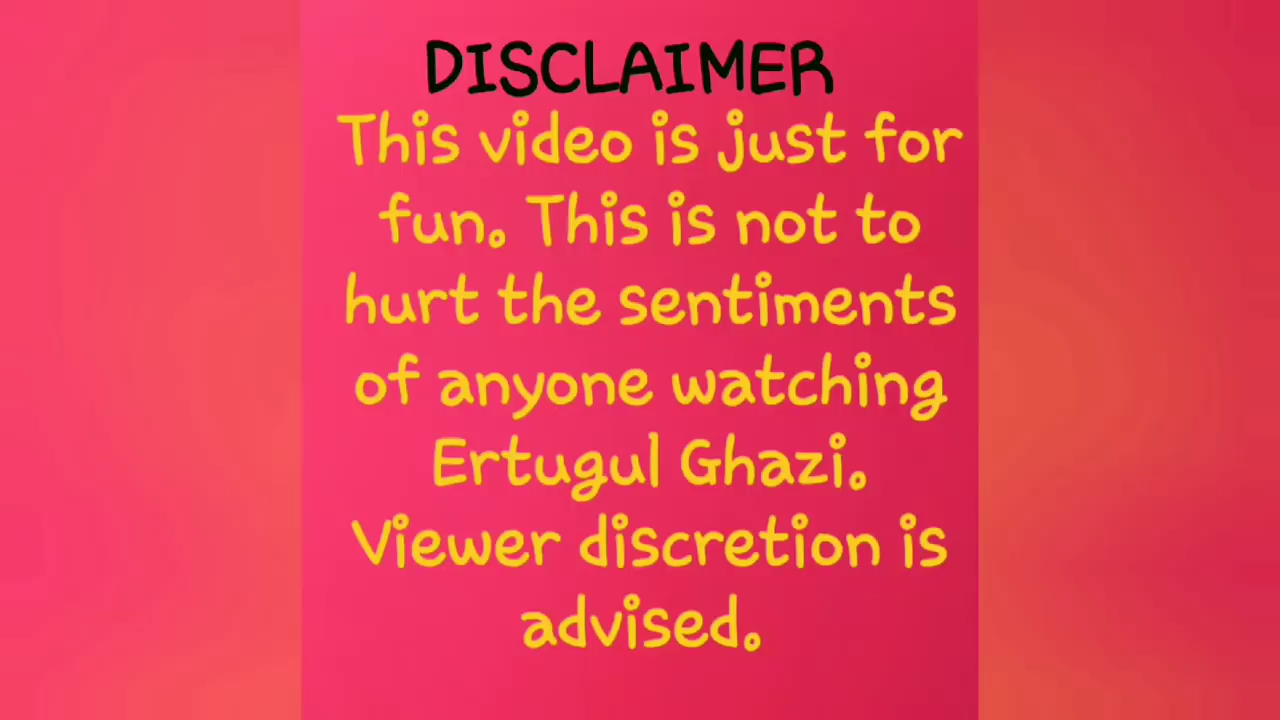 DISCLAIMER
This video is just for
fun. This is not to
hurt the sentiments
of anyone watching
Ertugul Ghazi.
Viewer discretion is
advised.